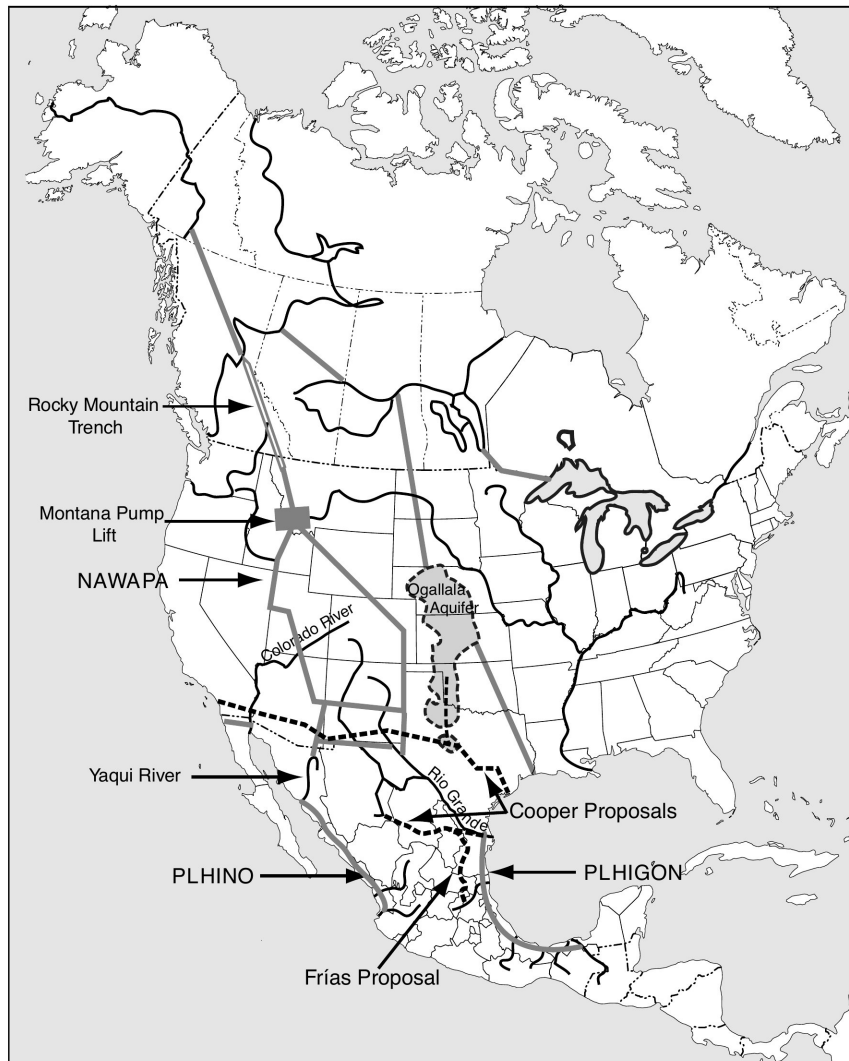 Rocky Mountain
Trench
Montana Pump
Lift
NAWAPA
Ogallala
Aquifer
Colorado River
Yaqui River
Rio Grande
Cooper Proposals
PLHINO
PLHIGON
Frías Proposal